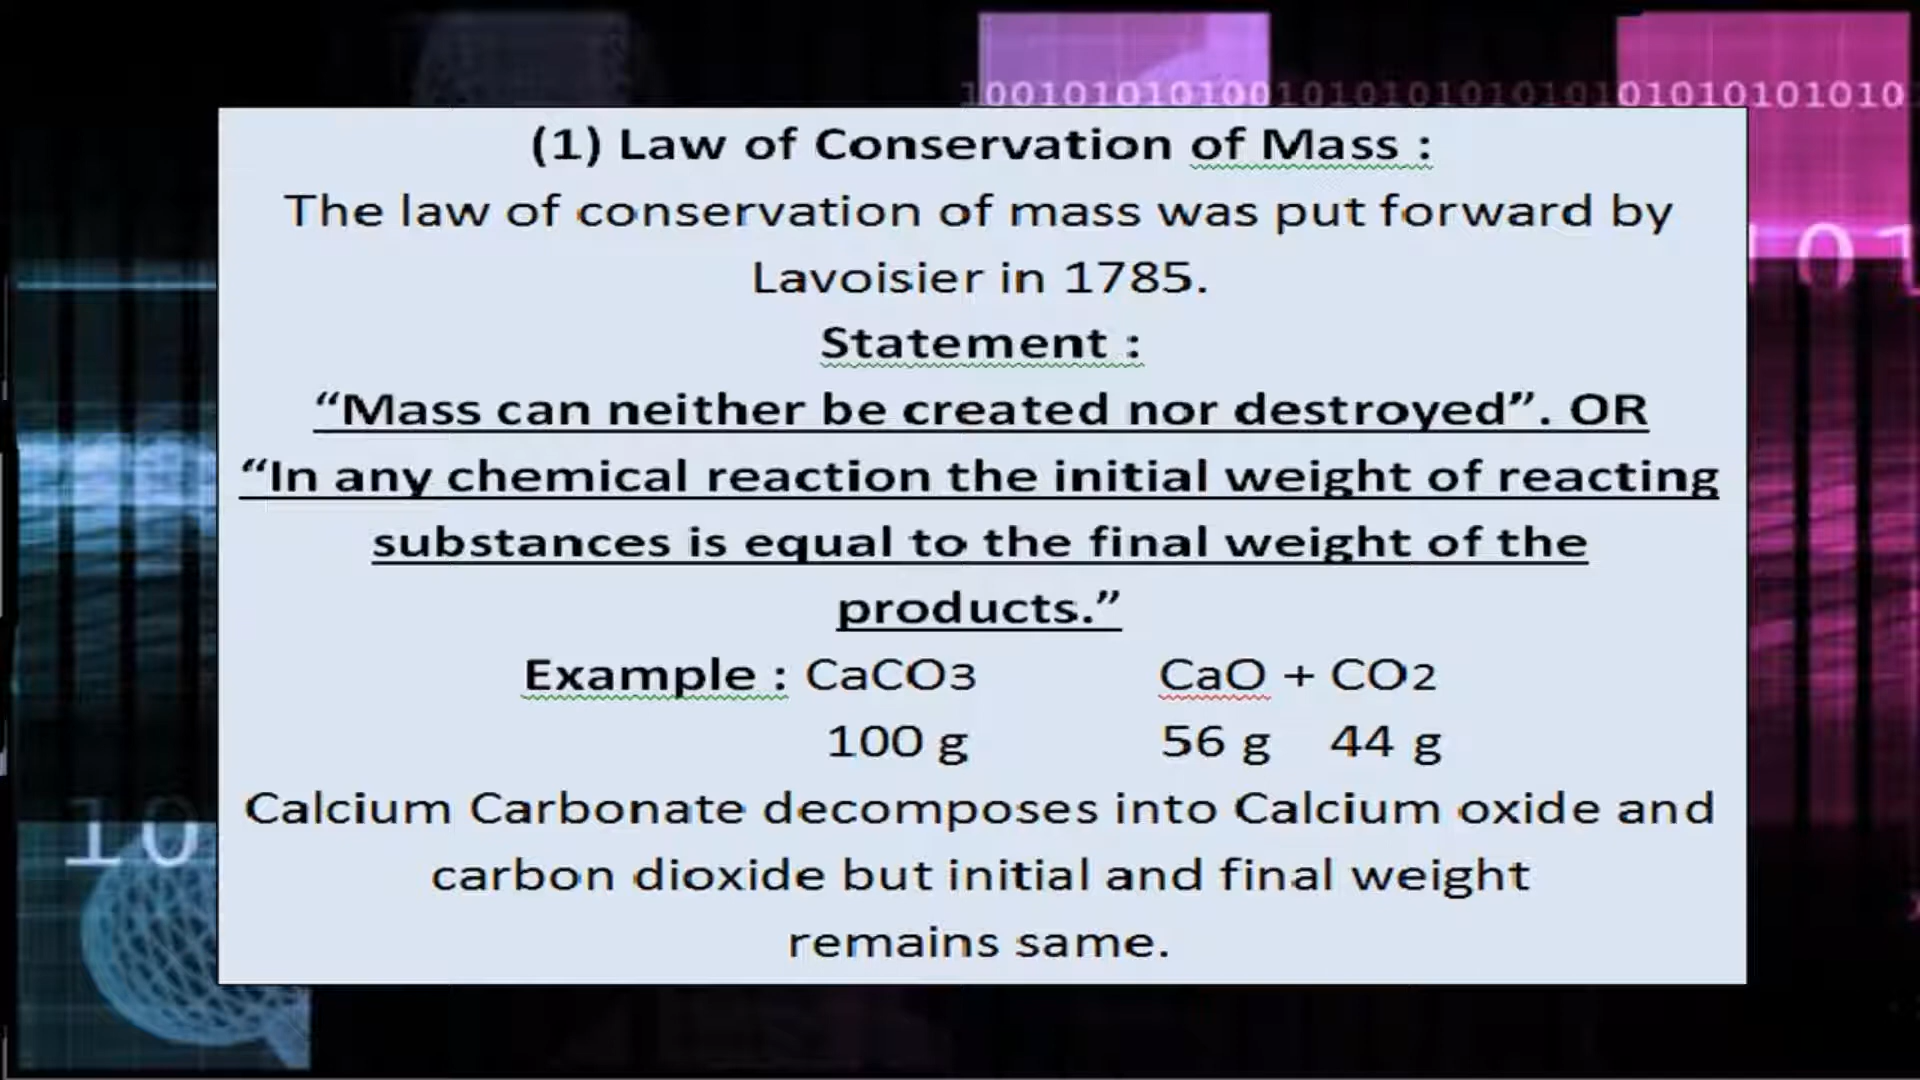 10010101010010101010101010101010101010
(1) Law of Conservation of Mass :
The law of conservation of mass was put forward by
Lavoisier in 1785.
Statement :
“Mass can neither be created nor destroyed”. OR
“In any chemical reaction the initial weight of reacting
substances is equal to the final weight of the
products.”
Example : CaCO3 CaO + CO2
100 g 56 g 44 g
Calcium Carbonate decomposes into Calcium oxide and
carbon dioxide but initial and final weight
remains same.
101
10